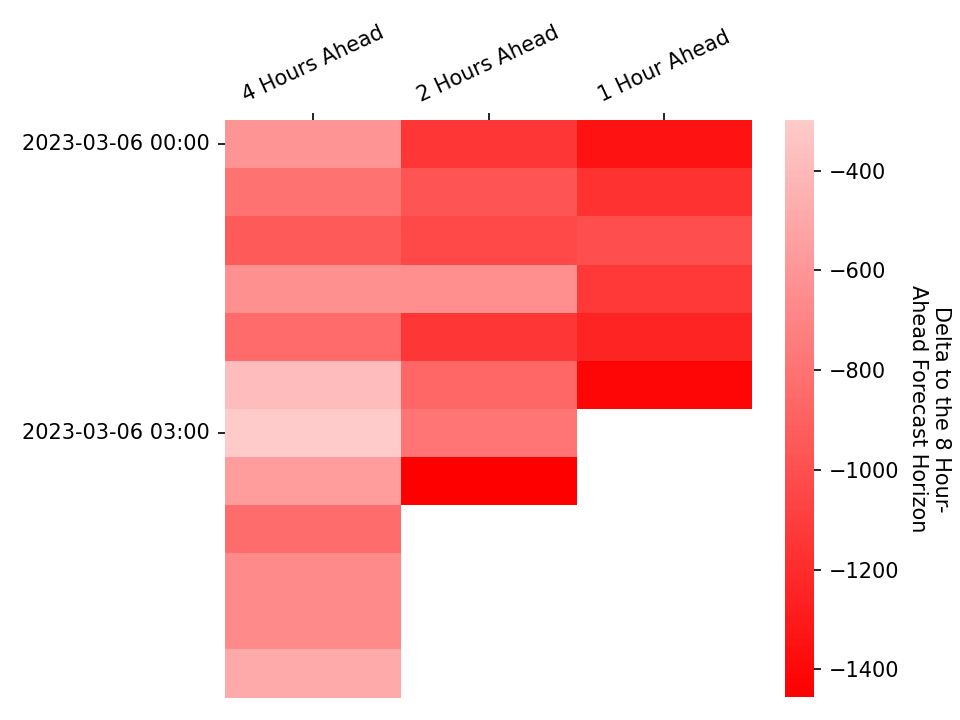 4 Hours Ahead
2 Hours Ahead
1 Hour Ahead
2023-03-06 00:00
2023-03-06 03:00
−400
−600
−800
−1000
−1200
−1400
Delta to the 8 Hour-
Ahead Forecast Horizon